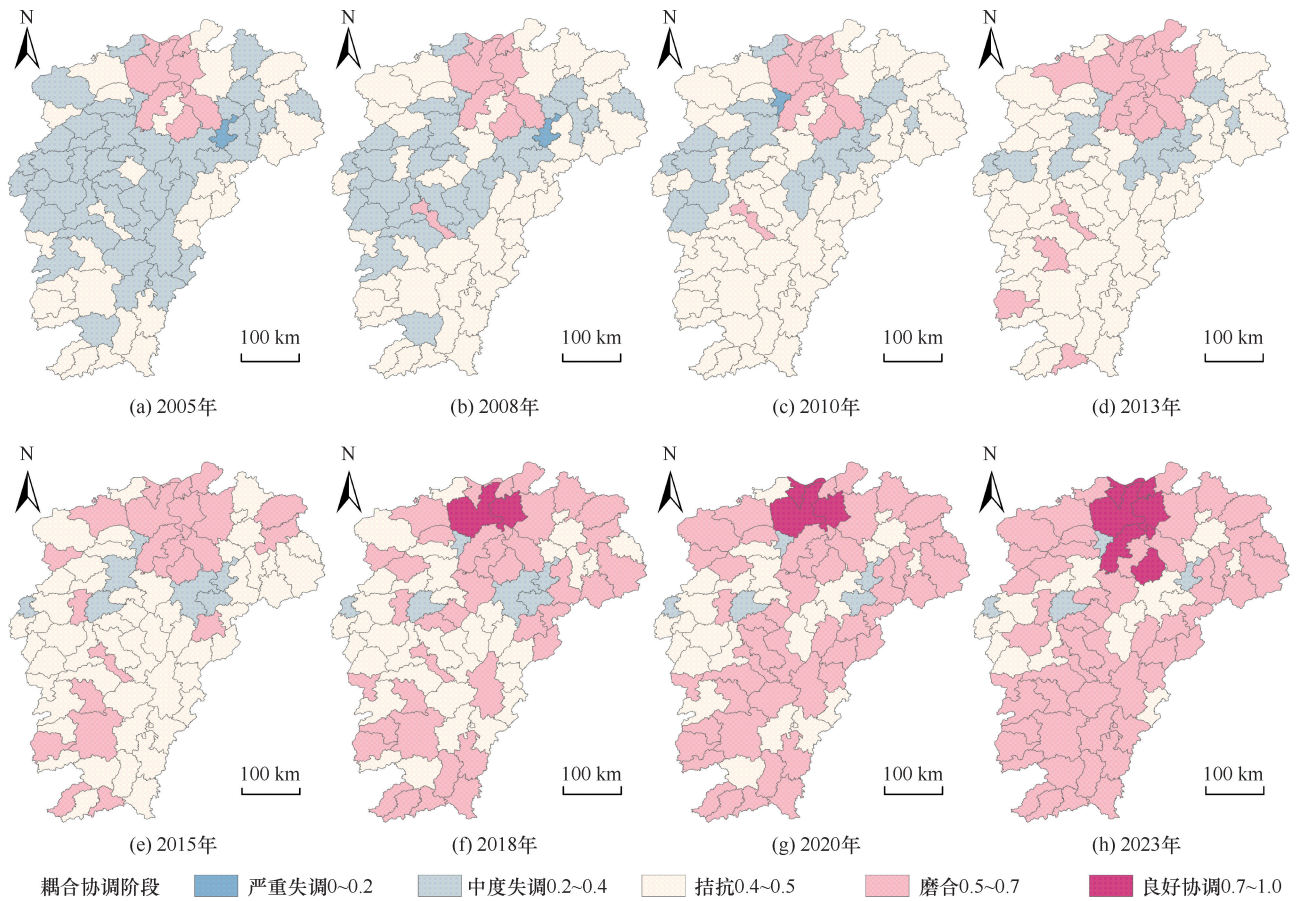 N
N
N
N
100 km
100 km
100 km
100 km
(a) 2005年
(b) 2008年
(c) 2010年
(d) 2013年
N
N
N
N
100 km
100 km
100 km
100 km
(e) 2015年
(f) 2018年
(g) 2020年
(h) 2023年
耦合协调阶段
严重失调0~0.2
中度失调0.2~0.4
拮抗0.4~0.5
磨合0.5~0.7
良好协调0.7~1.0